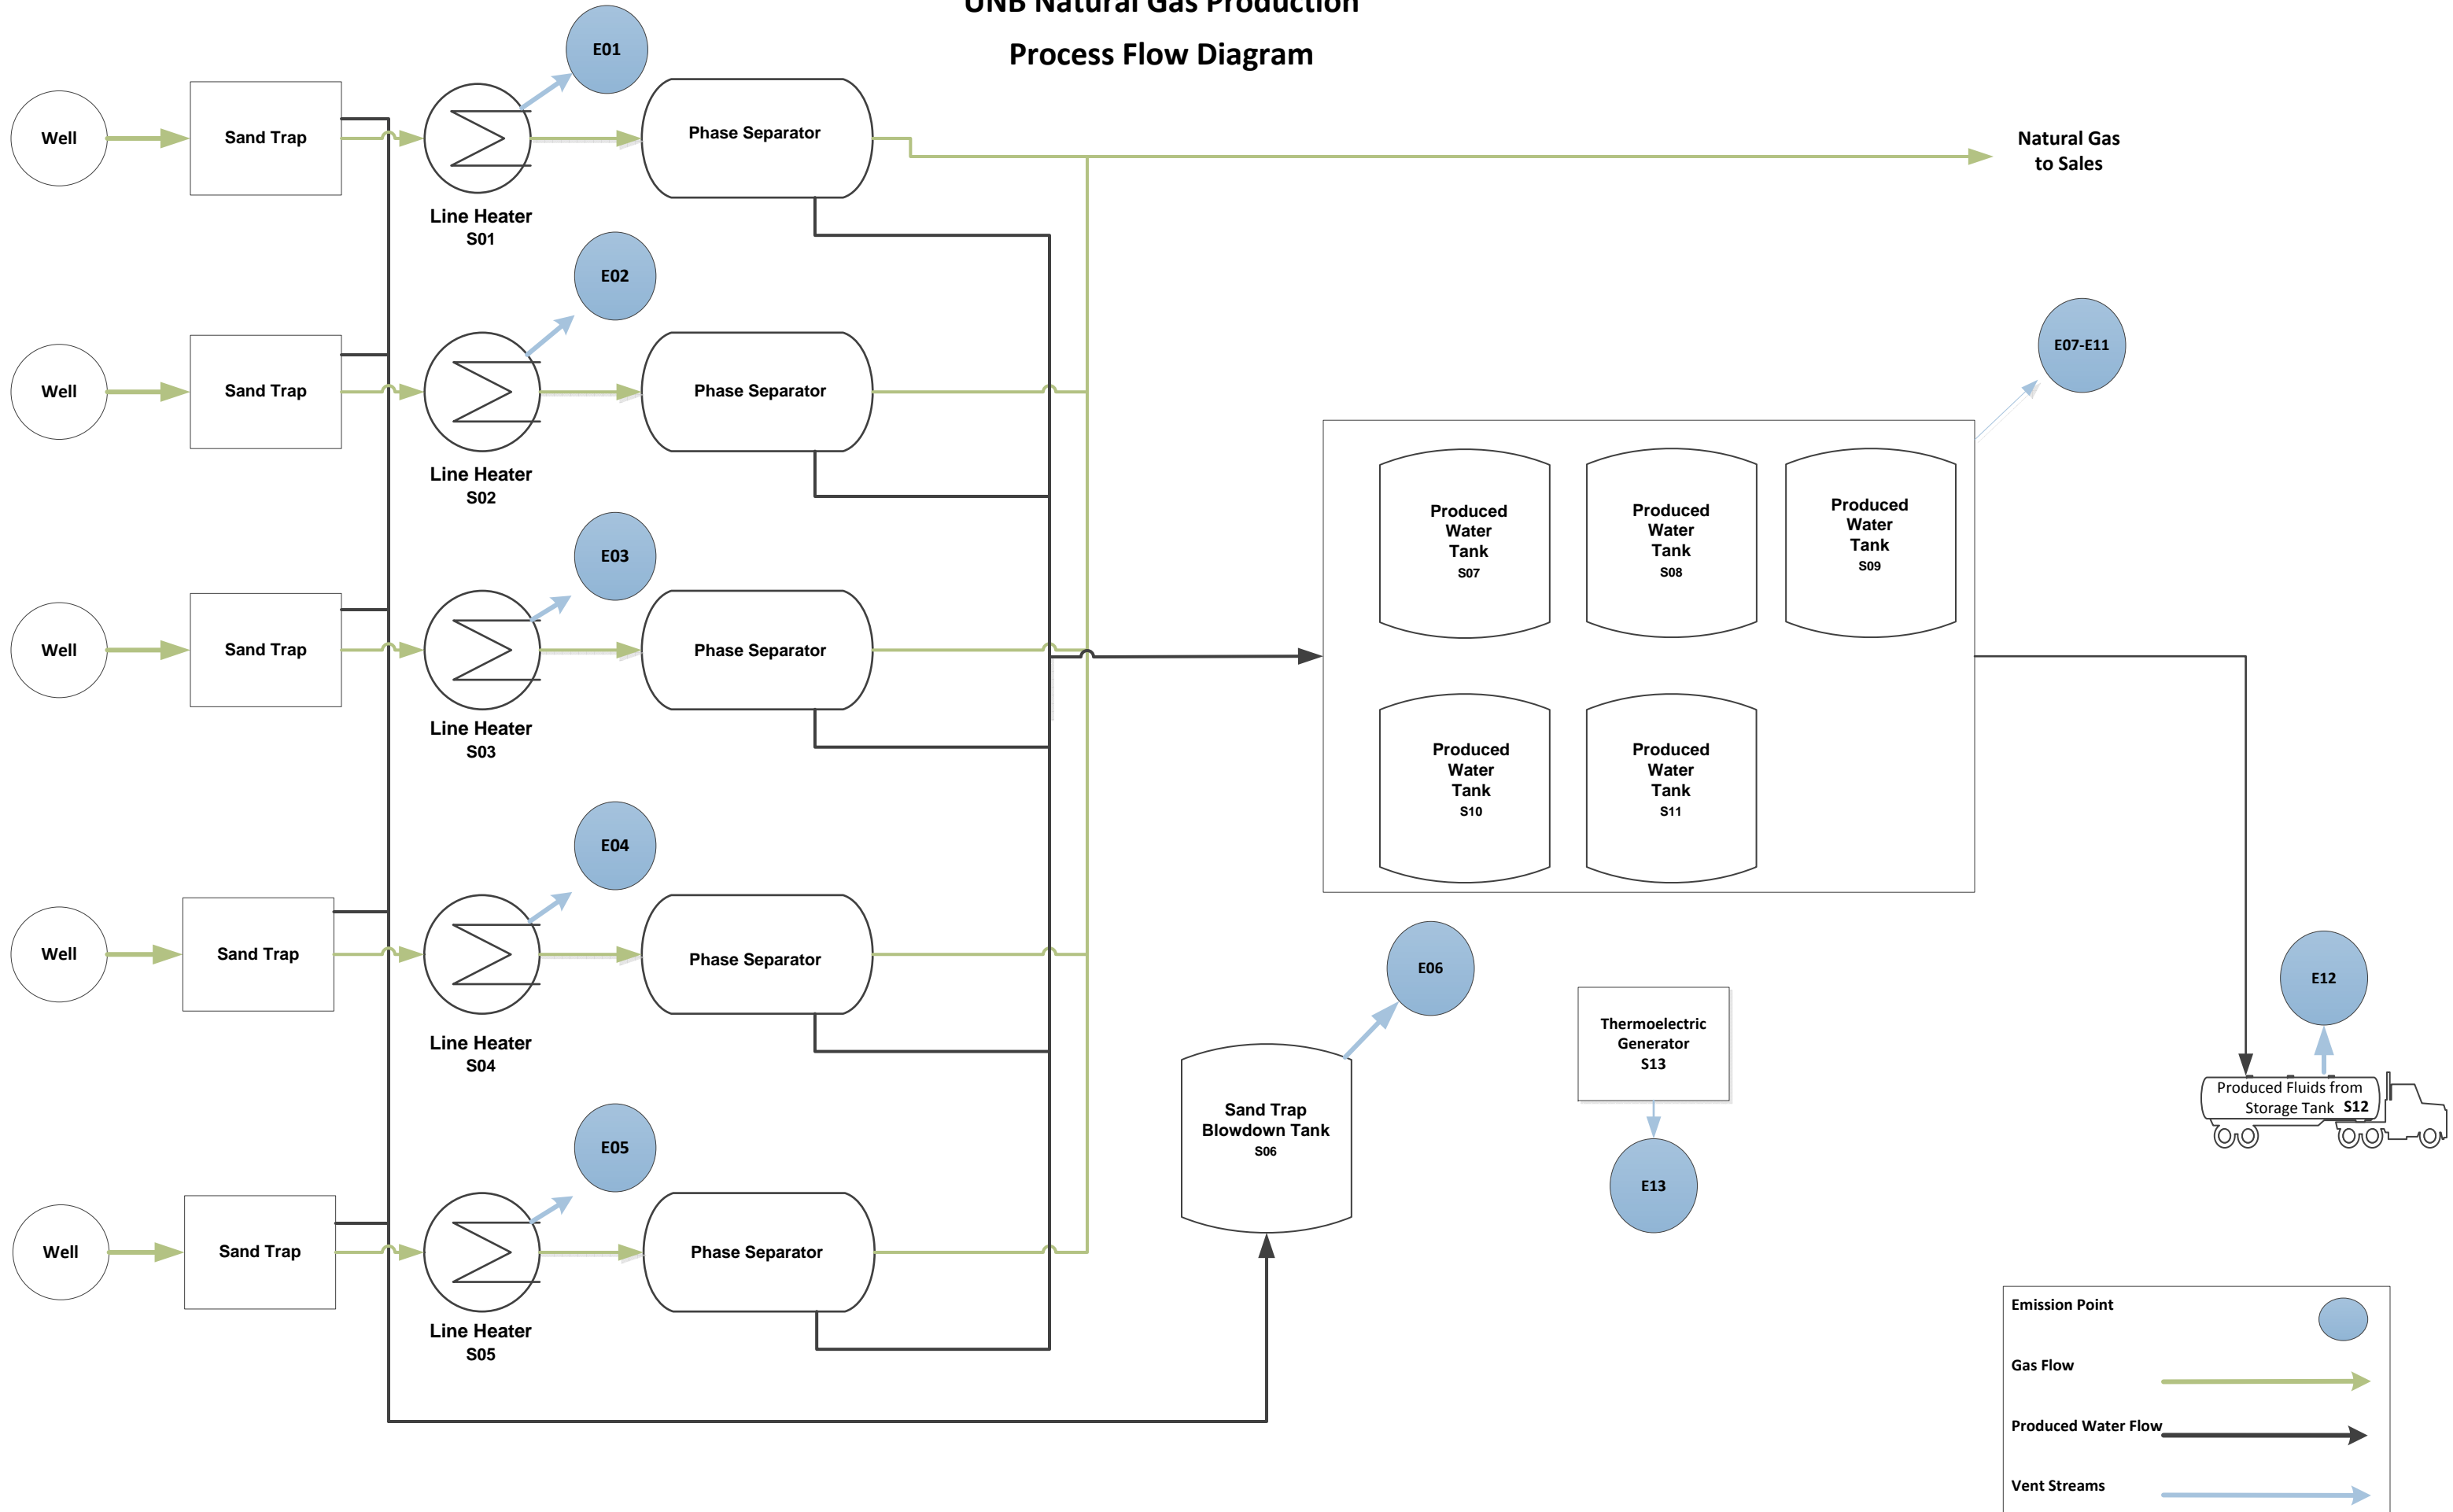 UNB Natural Gas Production
Process Flow Diagram
E01
Well
Sand Trap
Phase Separator
Natural Gas
to Sales
Line Heater
S01
E02
Well
Sand Trap
Phase Separator
Line Heater
S02
E07-E11
E03
Well
Sand Trap
Phase Separator
Line Heater
S03
Produced
Water
Tank
S07
Produced
Water
Tank
S08
Produced
Water
Tank
S09
Produced
Water
Tank
S10
Produced
Water
Tank
S11
E04
Well
Sand Trap
Phase Separator
Line Heater
S04
E06
Thermoelectric
Generator
S13
E12
Produced Fluids from
Storage Tank S12
Sand Trap
Blowdown Tank
S06
E13
E05
Well
Sand Trap
Phase Separator
Line Heater
S05
Emission Point
Gas Flow
Produced Water Flow
Vent Streams